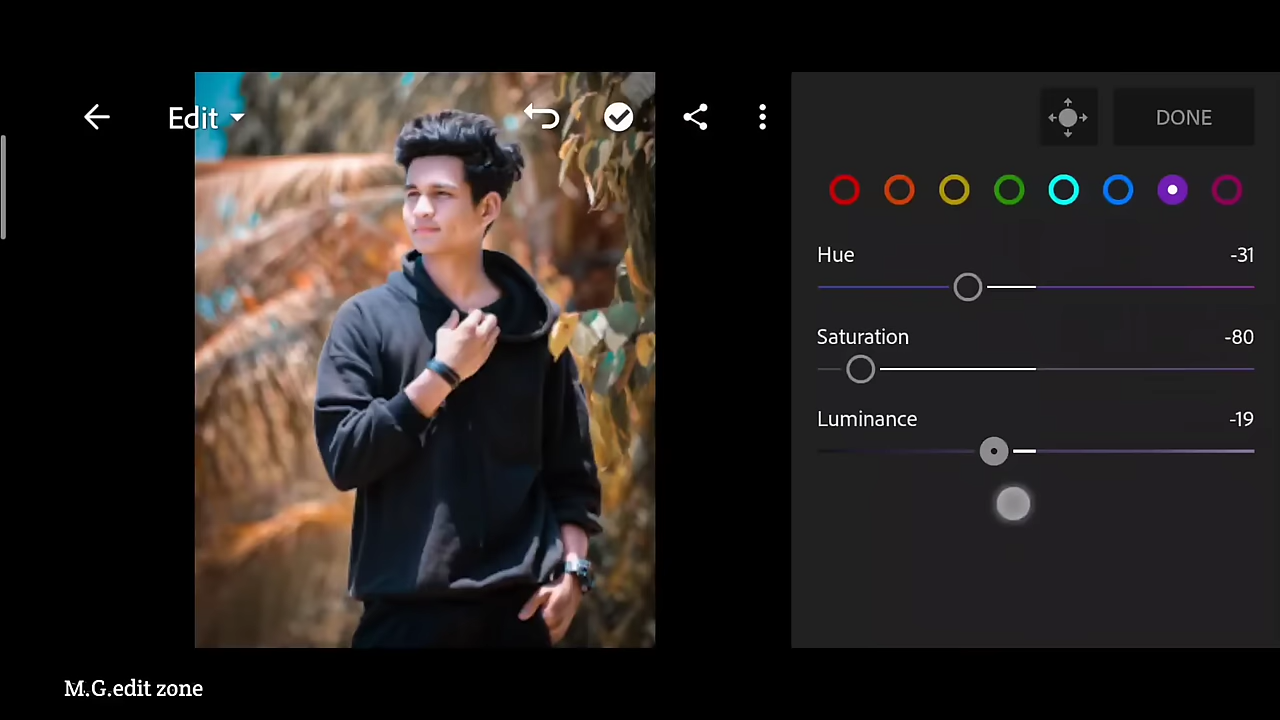 Edit
DONE
Hue -31
Saturation -80
Luminance -19
M.G.edit zone